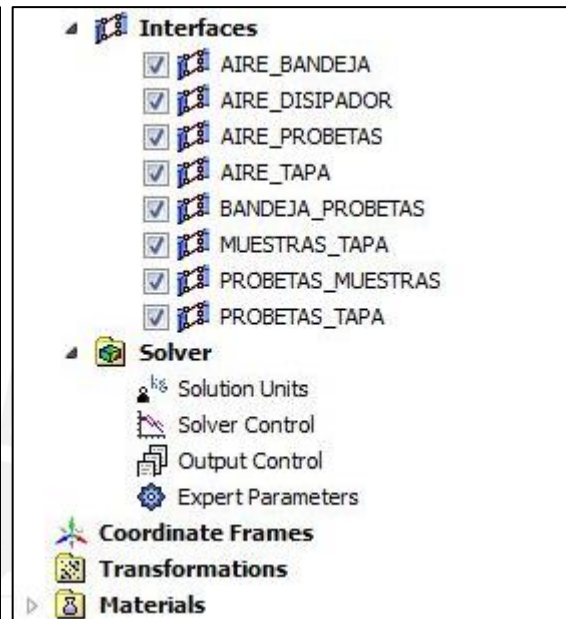 Interfaces
AIRE_BANDEJA
AIRE_DISIPADOR
AIRE_PROBETAS
AIRE_TAPA
BANDEJA_PROBETAS
MUESTRAS_TAPA
PROBETAS_MUESTRAS
PROBETAS_TAPA
Solver
Solution Units
Solver Control
Output Control
Expert Parameters
Coordinate Frames
Transformations
Materials